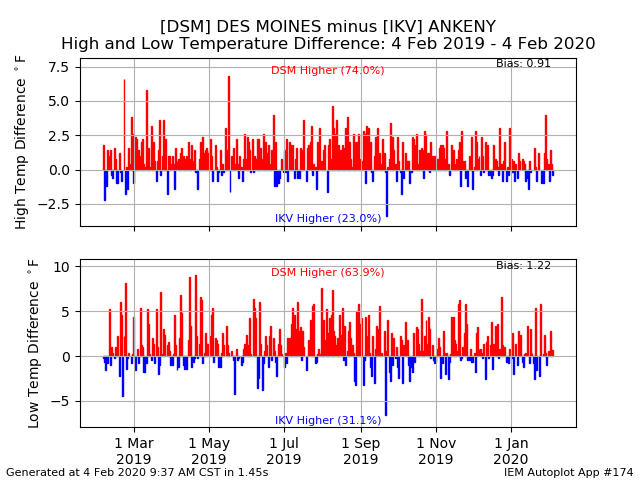 [DSM] DES MOINES minus [IKV] ANKENY
High and Low Temperature Difference: 4 Feb 2019 - 4 Feb 2020
High Temp Difference °F
7.5
5.0
2.5
0.0
−2.5
DSM Higher (74.0%)
Bias: 0.91
IKV Higher (23.0%)
Low Temp Difference °F
10
5
0
−5
DSM Higher (63.9%)
Bias: 1.22
IKV Higher (31.1%)
1 Mar 1 May 1 Jul 1 Sep 1 Nov 1 Jan
2019 2019 2019 2019 2019 2020
Generated at 4 Feb 2020 9:37 AM CST in 1.45s IEM Autoplot App #174